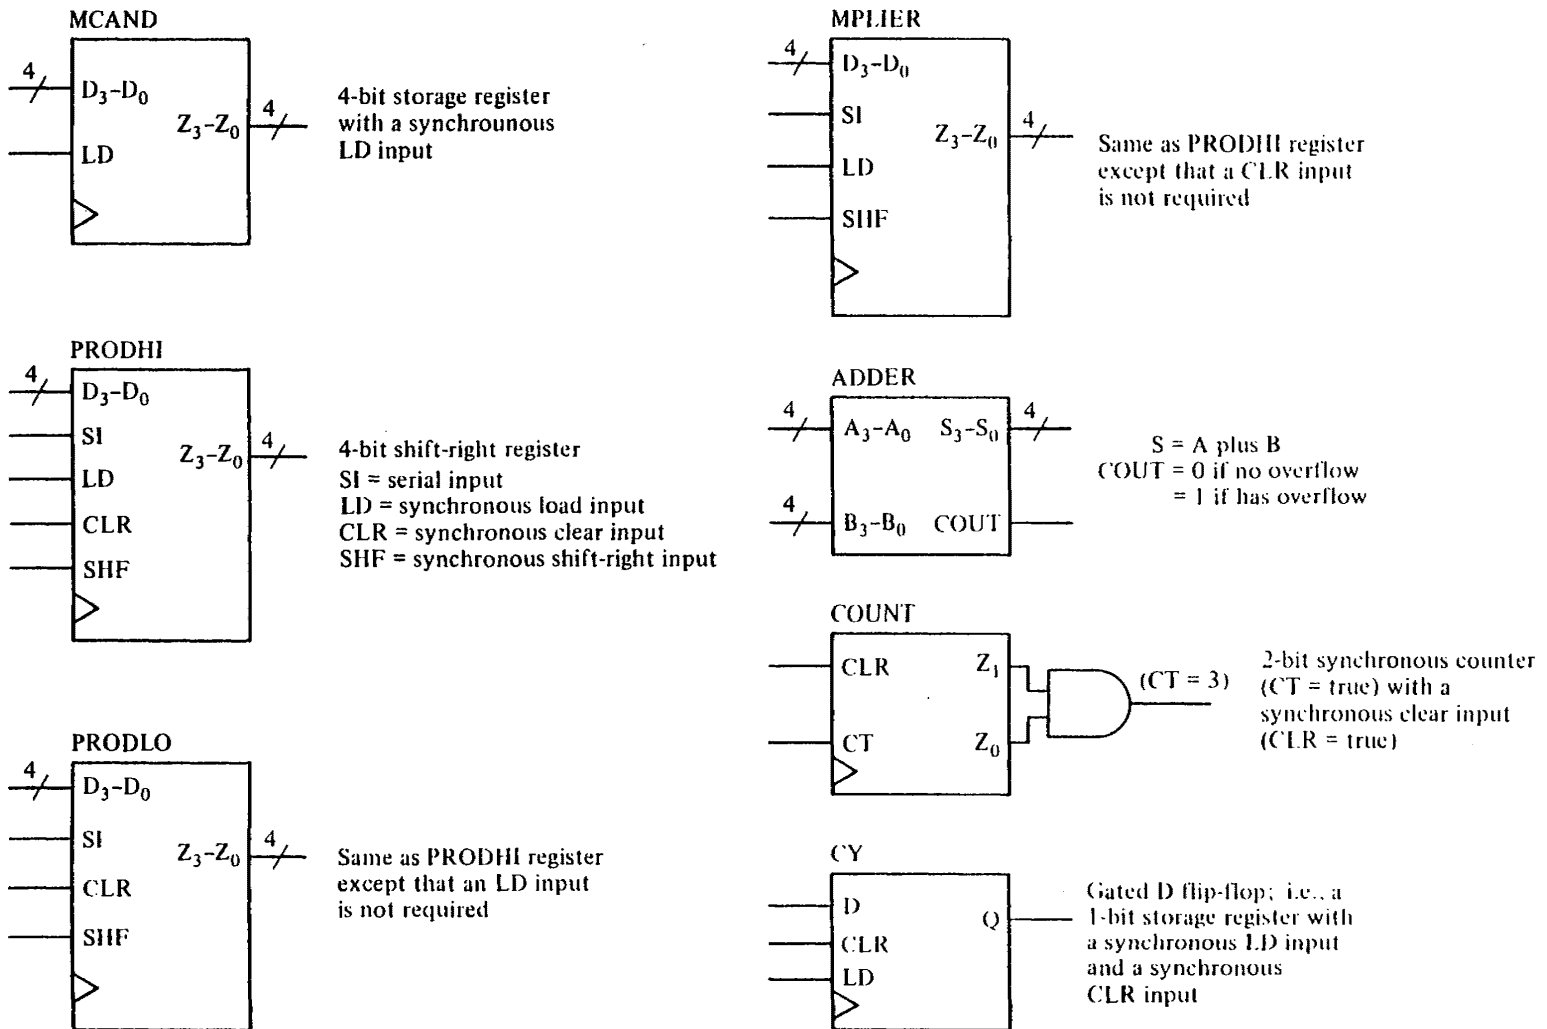 MCAND
4
D₃–D₀
Z₃–Z₀
4
LD
4-bit storage register
with a synchrounous
LD input
PRODHI
4
D₃–D₀
SI
Z₃–Z₀
4
LD
CLR
SHF
4-bit shift-right register
SI = serial input
LD = synchronous load input
CLR = synchronous clear input
SHF = synchronous shift-right input
PRODLO
4
D₃–D₀
SI
Z₃–Z₀
4
CLR
SHF
Same as PRODHI register
except that an LD input
is not required
MPLIER
4
D₃–D₀
SI
Z₃–Z₀
4
LD
SHF
Same as PRODHI register
except that a CLR input
is not required
ADDER
4
A₃–A₀
S₃–S₀
4
4
B₃–B₀
COUT
S = A plus B
COUT = 0 if no overflow
= 1 if has overflow
COUNT
CLR
Z₁
CT
Z₀
(CT = 3)
2-bit synchronous counter
(CT = true) with a
synchronous clear input
(CLR = true)
CY
D
Q
CLR
LD
Gated D flip-flop; i.e., a
1-bit storage register with
a synchronous LD input
and a synchronous
CLR input